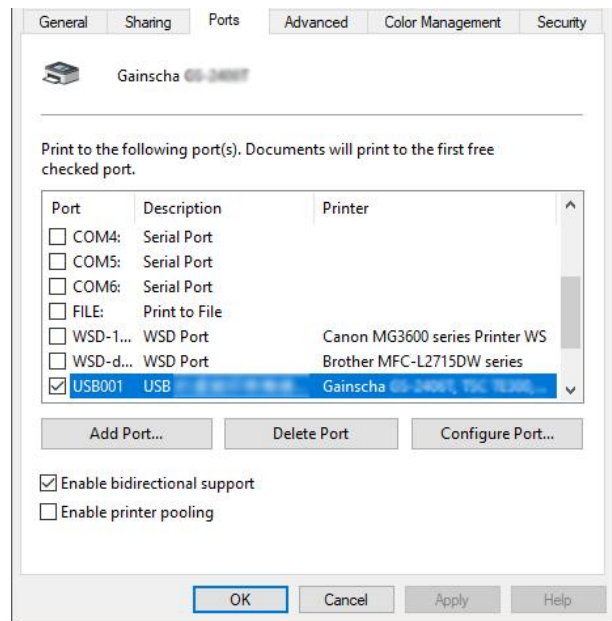 General Sharing Ports Advanced Color Management Security
Gainscha
Print to the following port(s). Documents will print to the first free
checked port.
Port Description Printer
COM4: Serial Port
COM5: Serial Port
COM6: Serial Port
FILE: Print to File
WSD-1... WSD Port Canon MG3600 series Printer WS
WSD-d... WSD Port Brother MFC-L2715DW series
USB001 USB Gainscha
Add Port... Delete Port Configure Port...
Enable bidirectional support
Enable printer pooling
OK Cancel Apply Help